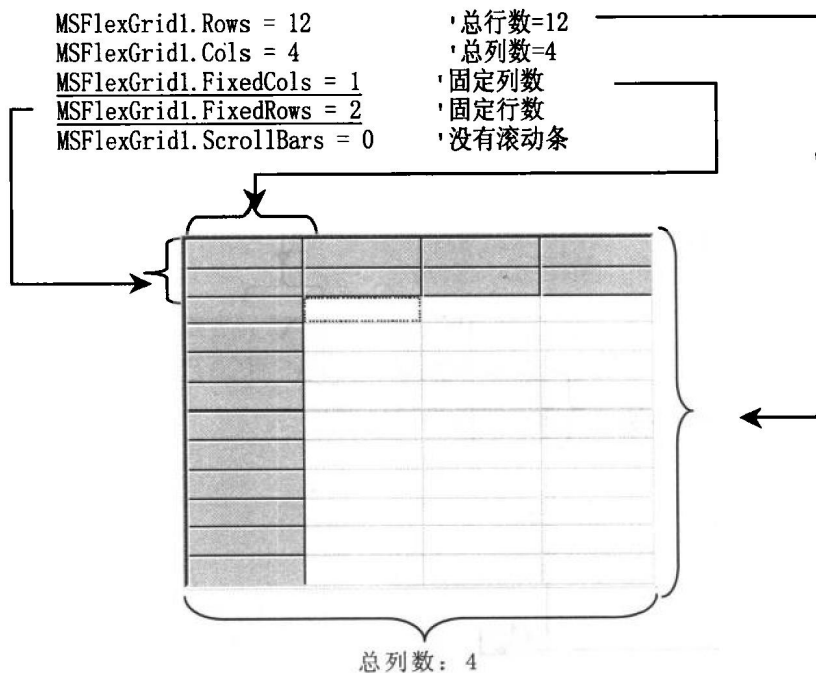 MSFlexGrid1.Rows = 12 '总行数=12
MSFlexGrid1.Cols = 4 '总列数=4
MSFlexGrid1.FixedCols = 1 '固定列数
MSFlexGrid1.FixedRows = 2 '固定行数
MSFlexGrid1.ScrollBars = 0 '没有滚动条
总列数: 4